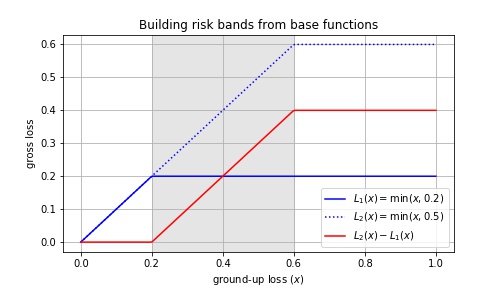 Building risk bands from base functions
gross loss
0.6
0.5
0.4
0.3
0.2
0.1
0.0
0.0
0.2
0.4
0.6
0.8
1.0
ground-up loss (x)
L₁(x) = min(x, 0.2)
L₂(x) = min(x, 0.5)
L₂(x) − L₁(x)